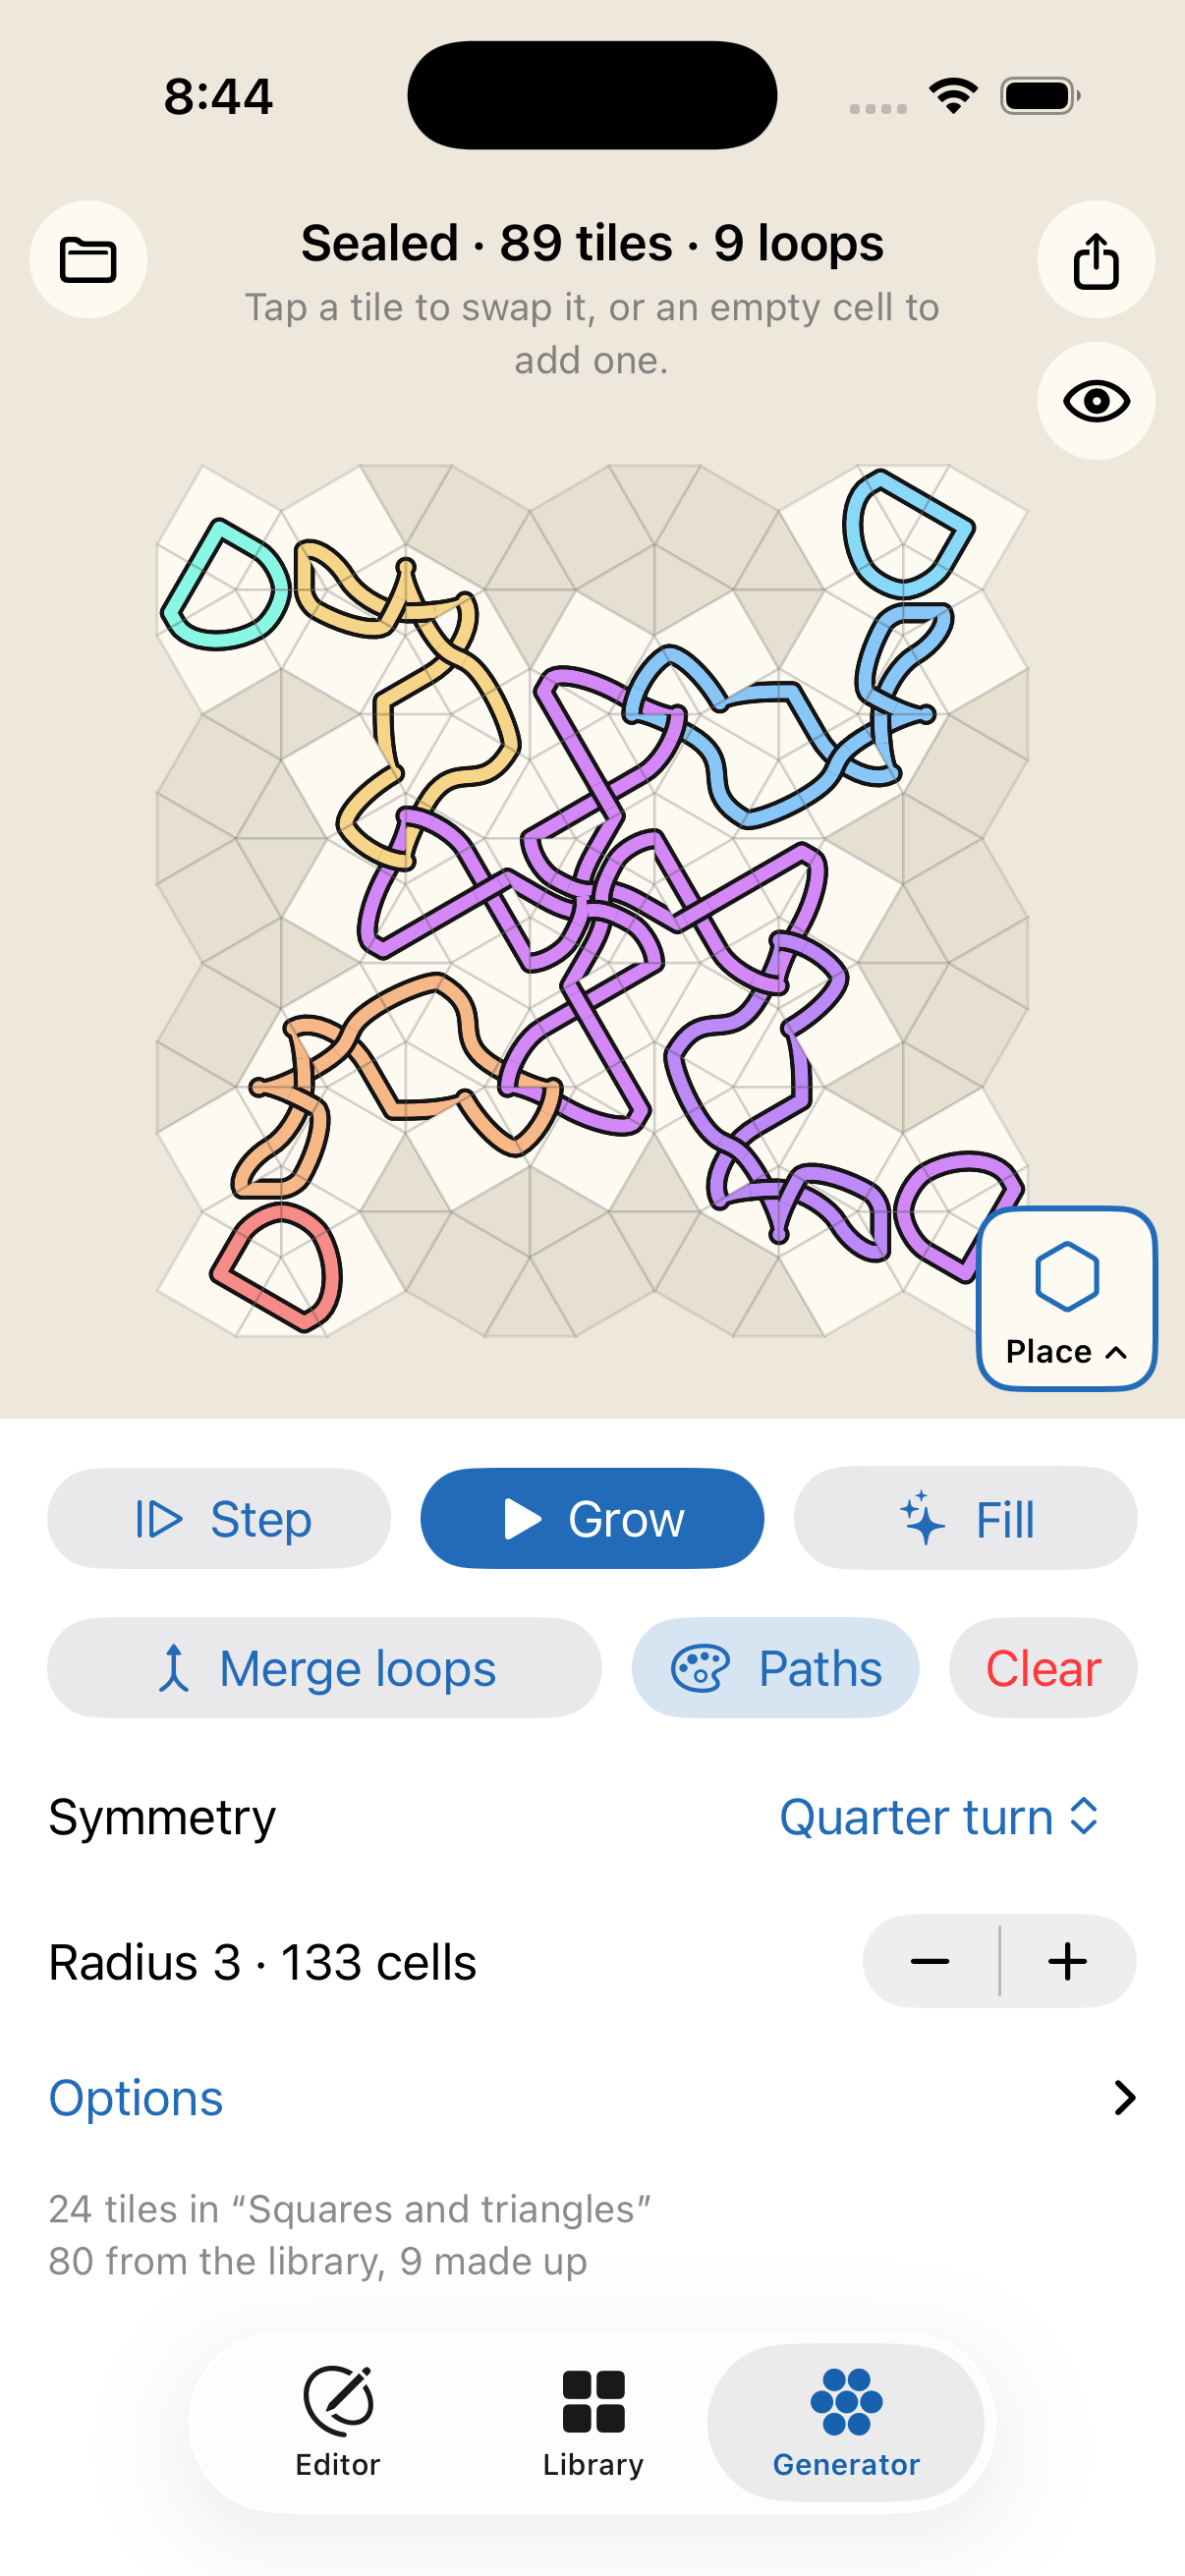 8:44
Sealed · 89 tiles · 9 loops
Tap a tile to swap it, or an empty cell to
add one.
Place
Step
Grow
Fill
Merge loops
Paths
Clear
Symmetry
Quarter turn
Radius 3 · 133 cells
Options
24 tiles in “Squares and triangles”
80 from the library, 9 made up
Editor
Library
Generator